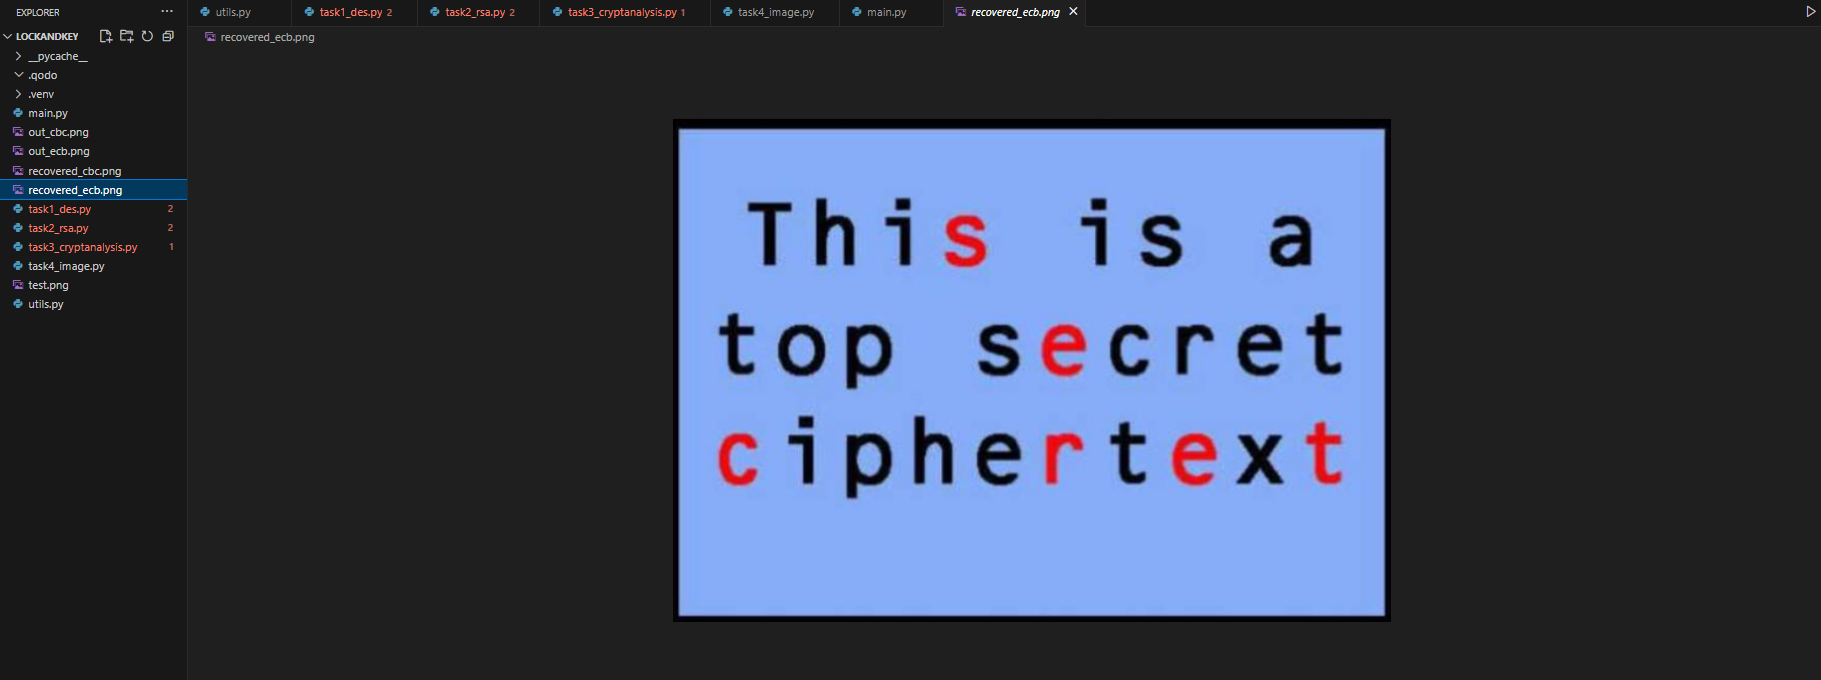 EXPLORER ...
LOCKANDKEY
__pycache__
.qodo
.venv
main.py
out_cbc.png
out_ecb.png
recovered_cbc.png
recovered_ecb.png
task1_des.py 2
task2_rsa.py 2
task3_cryptanalysis.py 1
task4_image.py
test.png
utils.py
utils.py task1_des.py 2 task2_rsa.py 2 task3_cryptanalysis.py 1 task4_image.py main.py recovered_ecb.png
recovered_ecb.png
This is a
top secret
ciphertext